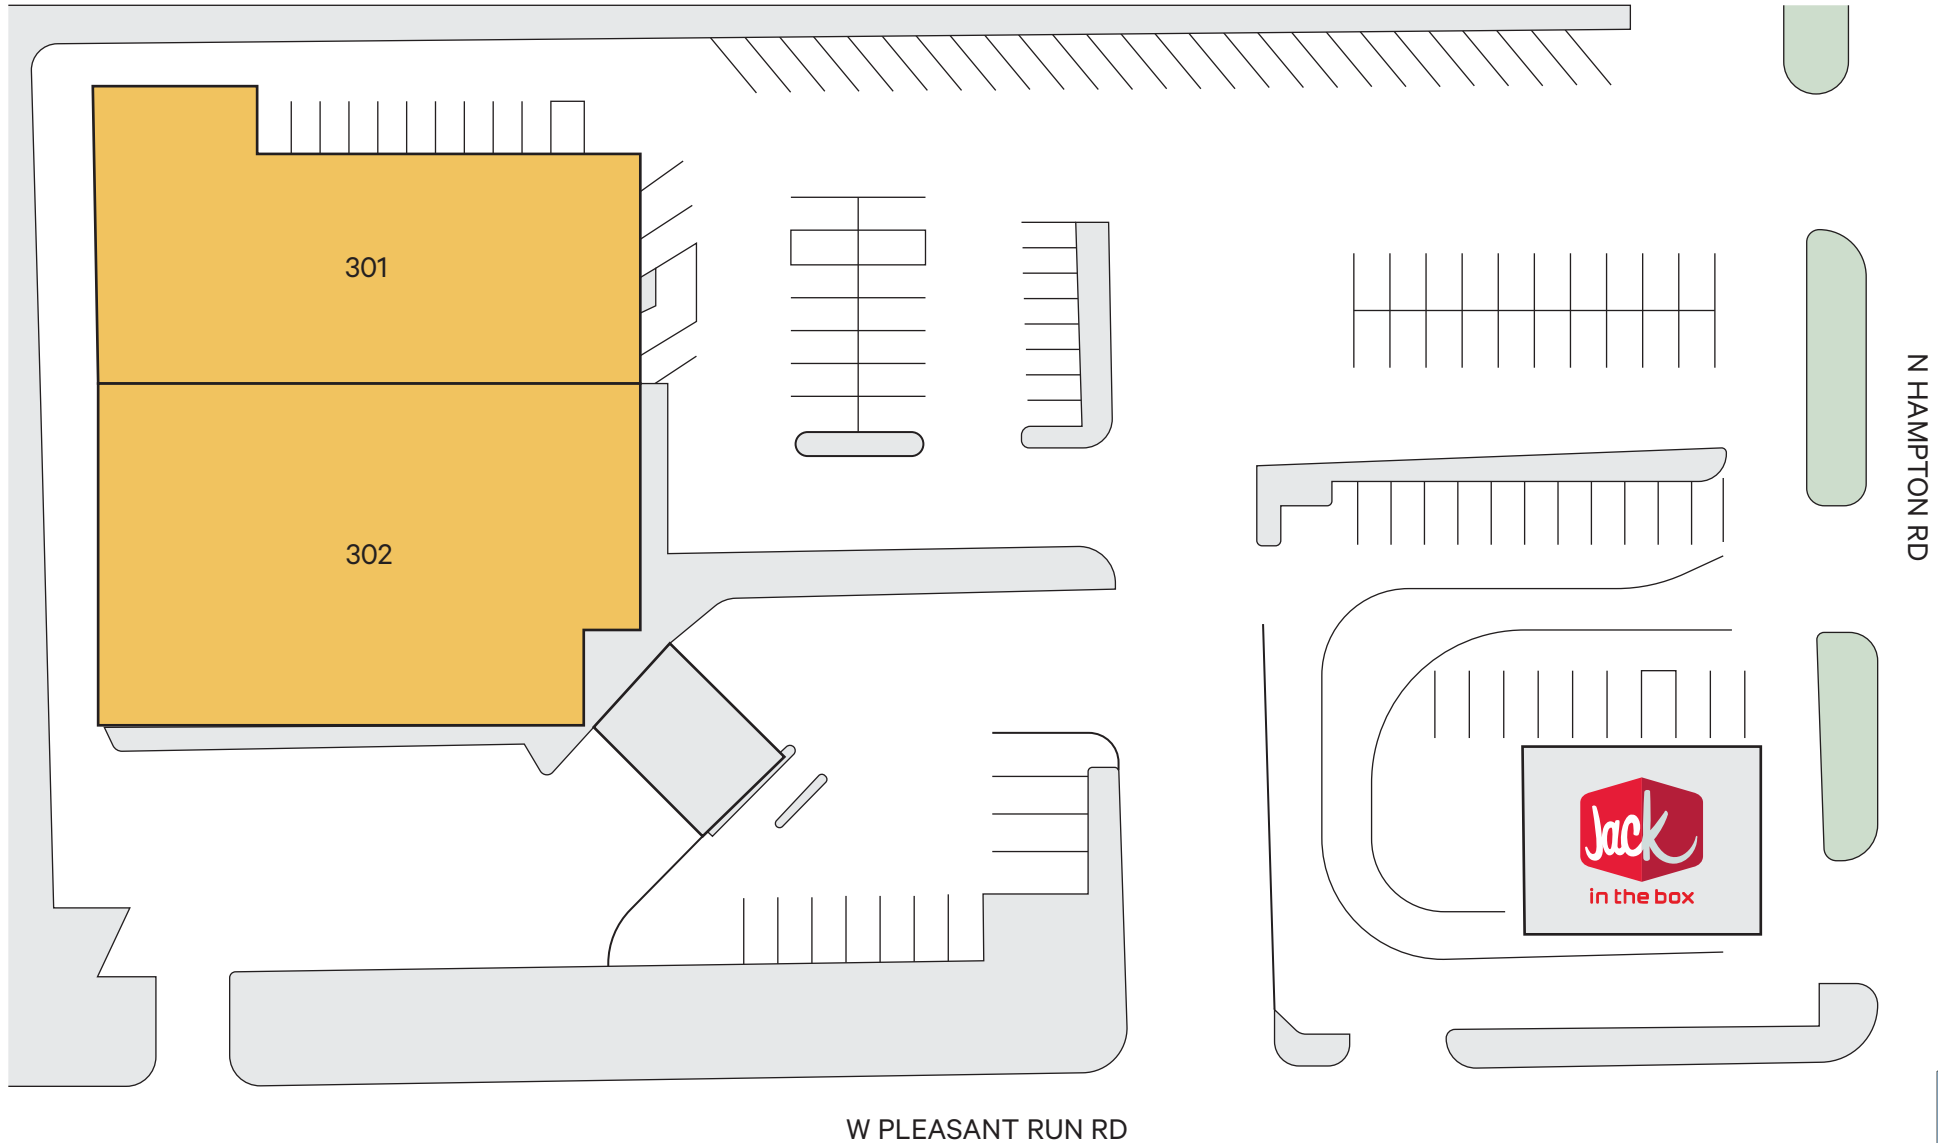 301
302
N HAMPTON RD
Jack
in the box
W PLEASANT RUN RD